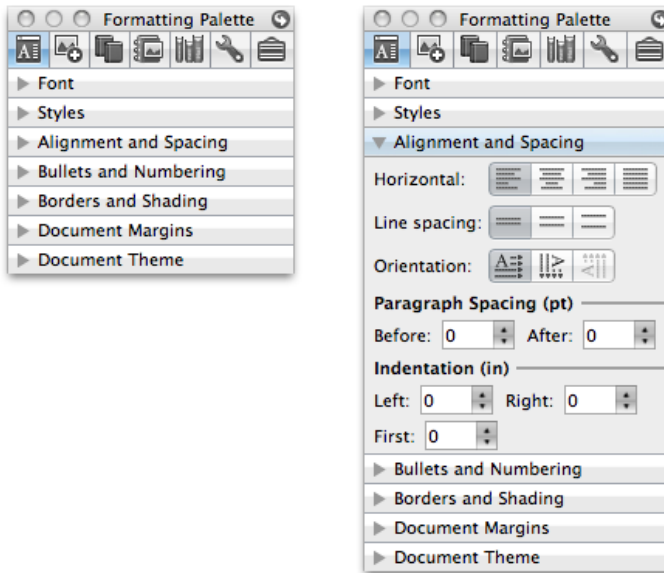 Formatting Palette
Font
Styles
Alignment and Spacing
Bullets and Numbering
Borders and Shading
Document Margins
Document Theme
Formatting Palette
Font
Styles
Alignment and Spacing
Horizontal:
Line spacing:
Orientation:
Paragraph Spacing (pt)
Before: 0 After: 0
Indentation (in)
Left: 0 Right: 0
First: 0
Bullets and Numbering
Borders and Shading
Document Margins
Document Theme